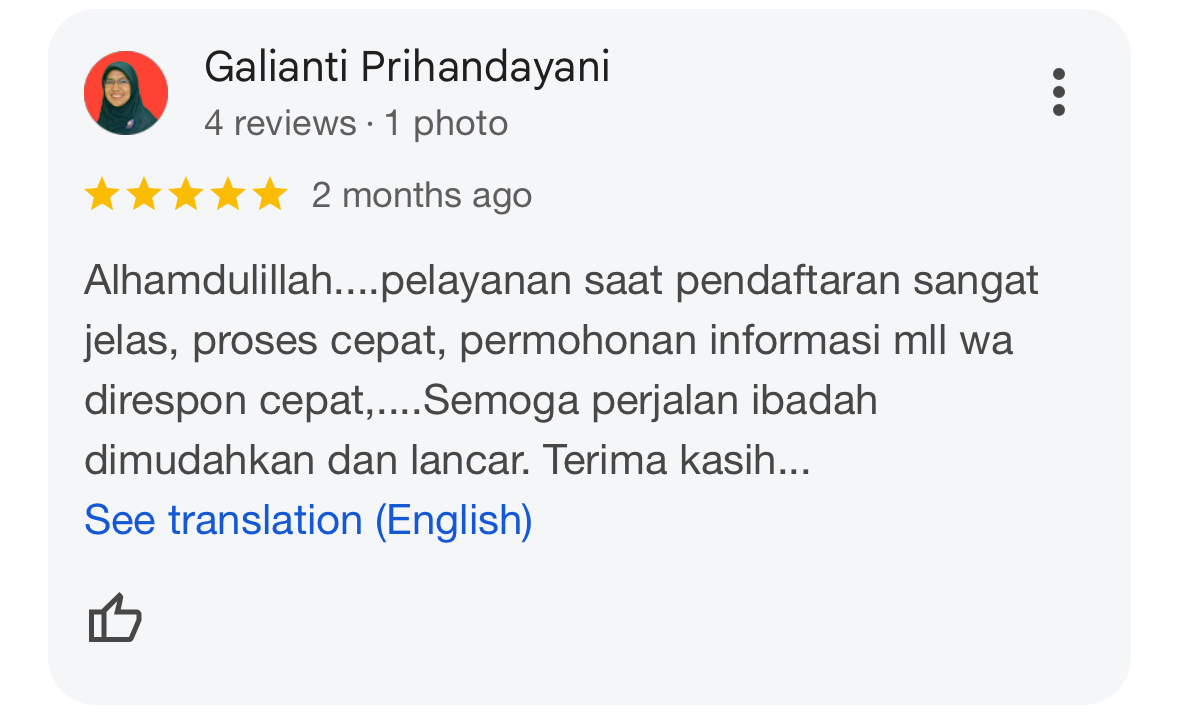 Galianti Prihandayani
4 reviews · 1 photo
2 months ago
Alhamdulillah....pelayanan saat pendaftaran sangat
jelas, proses cepat, permohonan informasi mll wa
direspon cepat,....Semoga perjalan ibadah
dimudahkan dan lancar. Terima kasih...
See translation (English)